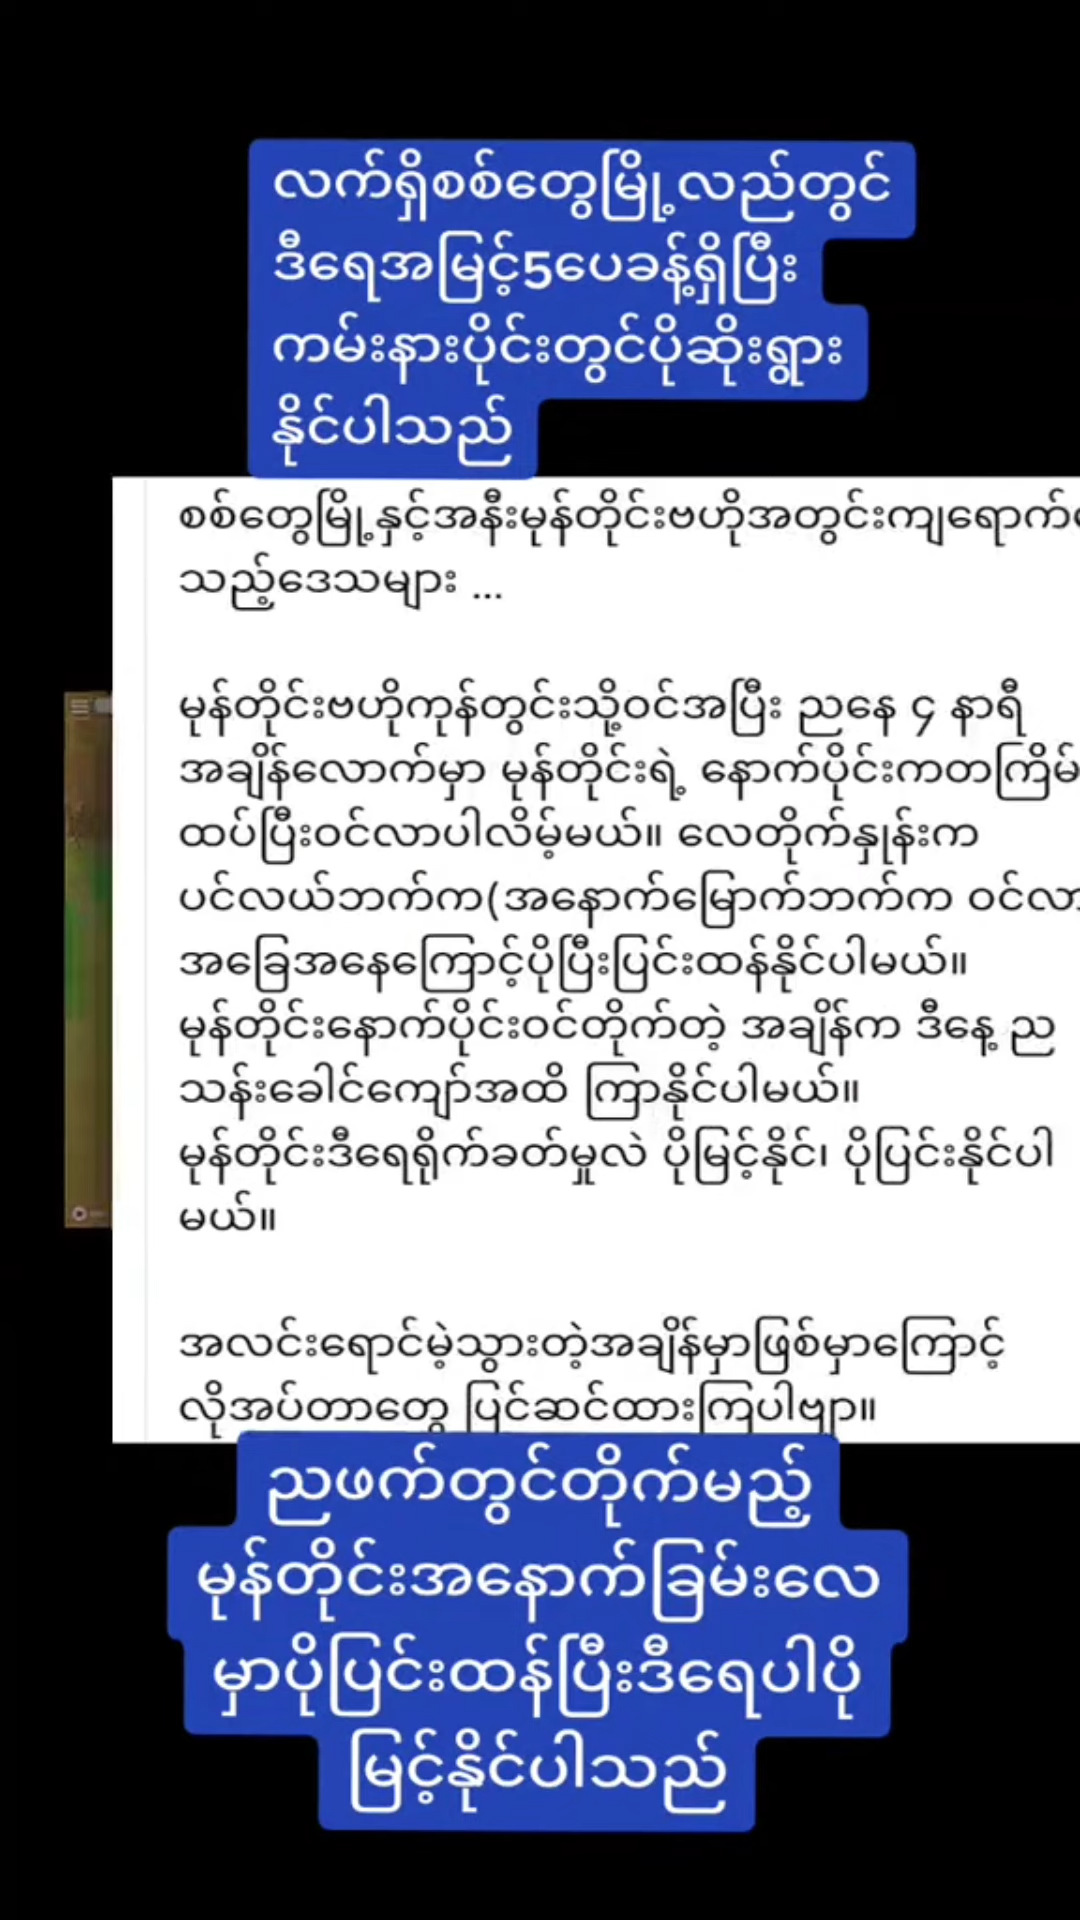 လက်ရှိစစ်တွေမြို့လည်တွင်
ဒီရေအမြင့်5ပေခန့်ရှိပြီး
ကမ်းနားပိုင်းတွင်ပိုဆိုးရွား
နိုင်ပါသည်
စစ်တွေမြို့နှင့်အနီးမုန်တိုင်းဗဟိုအတွင်းကျရောက်
သည့်ဒေသများ ...
မုန်တိုင်းဗဟိုကုန်တွင်းသို့ဝင်အပြီး ညနေ ၄ နာရီ
အချိန်လောက်မှာ မုန်တိုင်းရဲ့ နောက်ပိုင်းကတကြိမ်
ထပ်ပြီးဝင်လာပါလိမ့်မယ်။ လေတိုက်နှုန်းက
ပင်လယ်ဘက်က(အနောက်မြောက်ဘက်က ဝင်လာ
အခြေအနေကြောင့်ပိုပြီးပြင်းထန်နိုင်ပါမယ်။
မုန်တိုင်းနောက်ပိုင်းဝင်တိုက်တဲ့ အချိန်က ဒီနေ့ ည
သန်းခေါင်ကျော်အထိ ကြာနိုင်ပါမယ်။
မုန်တိုင်းဒီရေရိုက်ခတ်မှုလဲ ပိုမြင့်နိုင်၊ ပိုပြင်းနိုင်ပါ
မယ်။
အလင်းရောင်မဲ့သွားတဲ့အချိန်မှာဖြစ်မှာကြောင့်
လိုအပ်တာတွေ ပြင်ဆင်ထားကြပါဗျာ။
ညဖက်တွင်တိုက်မည့်
မုန်တိုင်းအနောက်ခြမ်းလေ
မှာပိုပြင်းထန်ပြီးဒီရေပါပို
မြင့်နိုင်ပါသည်